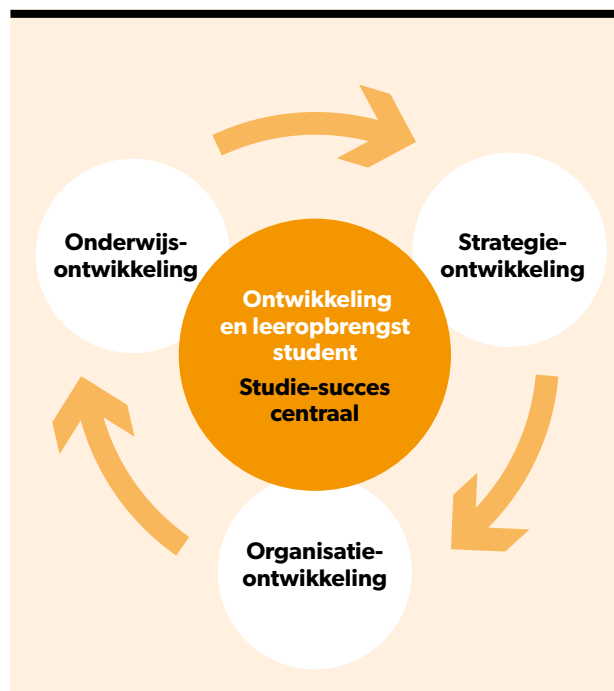 Onderwijs-
ontwikkeling
Strategie-
ontwikkeling
Ontwikkeling
en leeropbrengst
student
Studie-succes
centraal
Organisatie-
ontwikkeling